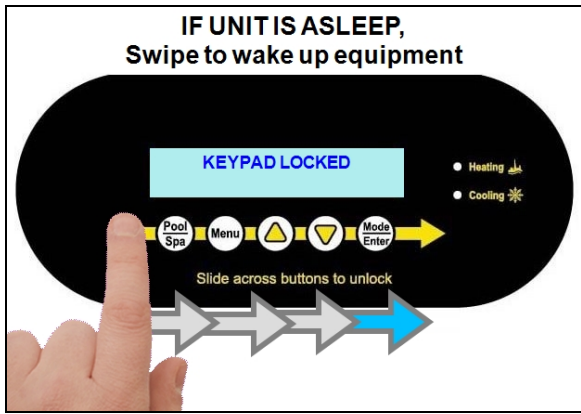 IF UNIT IS ASLEEP,
Swipe to wake up equipment
KEYPAD LOCKED
Heating
Cooling
Pool
Spa
Menu
Mode
Enter
Slide across buttons to unlock